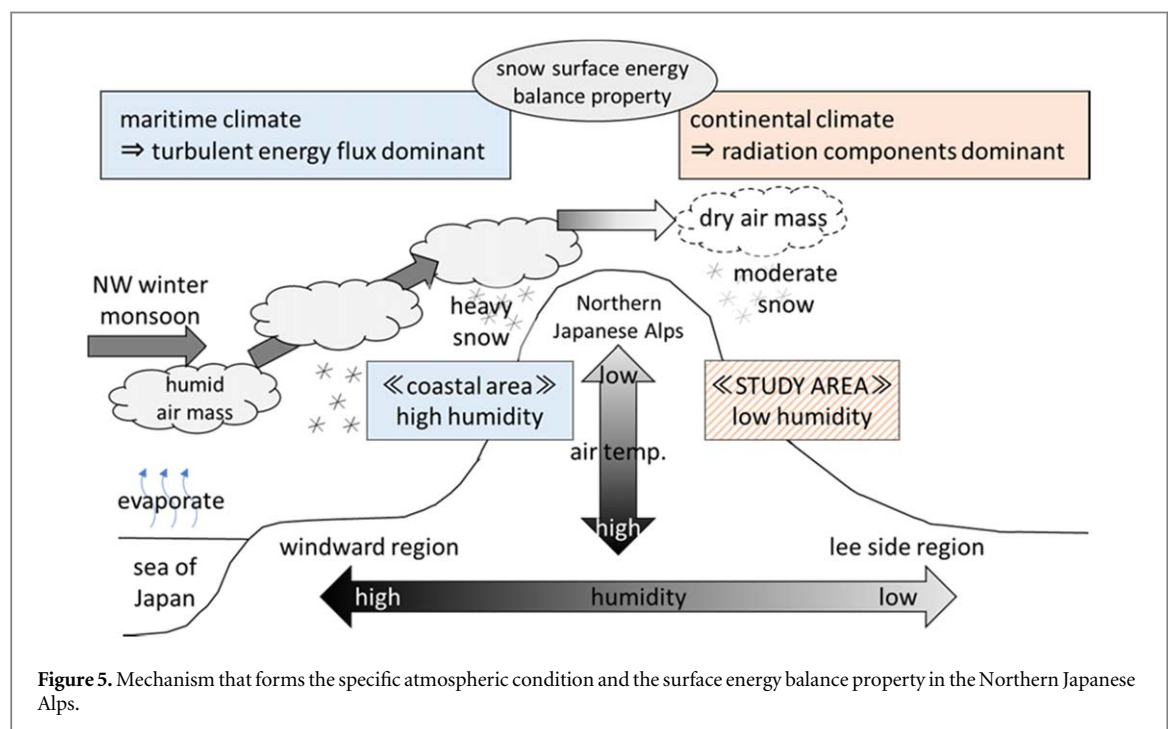 snow surface energy
balance property
maritime climate
⇒ turbulent energy flux dominant
continental climate
⇒ radiation components dominant
dry air mass
moderate
snow
NW winter
monsoon
heavy
snow
Northern
Japanese Alps
humid
air mass
≪coastal area≫
high humidity
low
≪STUDY AREA≫
low humidity
air temp.
evaporate
high
windward region
lee side region
sea of
Japan
high
humidity
low
Figure 5. Mechanism that forms the specific atmospheric condition and the surface energy balance property in the Northern Japanese
Alps.